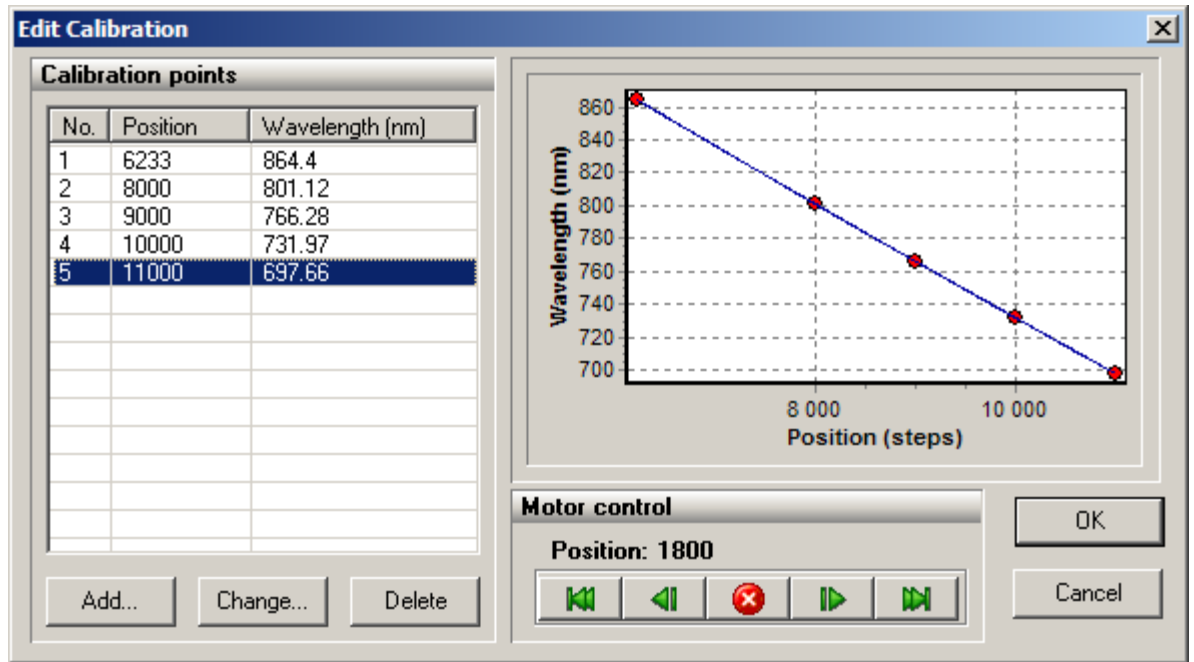 Edit Calibration
Calibration points
No. Position Wavelength (nm)
1 6233 864.4
2 8000 801.12
3 9000 766.28
4 10000 731.97
5 11000 697.66
Add... Change... Delete
Wavelength (nm)
860
840
820
800
780
760
740
720
700
8 000 10 000
Position (steps)
Motor control
Position: 1800
OK
Cancel